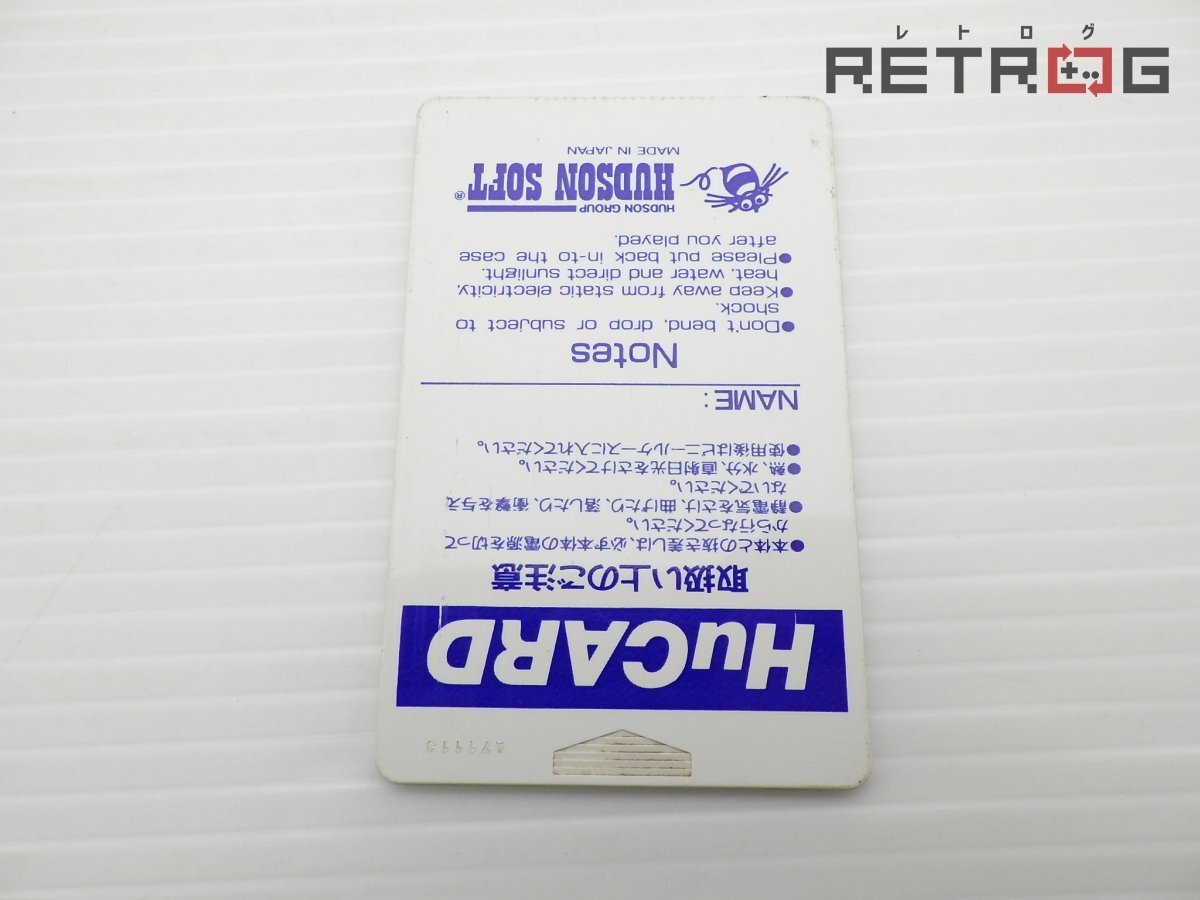 レトログ
RETROG
HuCARD
取扱い上のご注意
●本体との抜き差しは、必ず本体の電源を切って
から行なってください。
●静電気をさけ、曲げたり、落したり、衝撃を与え
ないでください。
●熱、水分、直射日光をさけてください。
●使用後はビニールケースに入れてください。
NAME:
Notes
●Don't bend, drop or subject to
shock.
●Keep away from static electricity,
heat, water and direct sunlight.
●Please put back in-to the case
after you played.
HUDSON GROUP
HUDSON SOFT®
MADE IN JAPAN